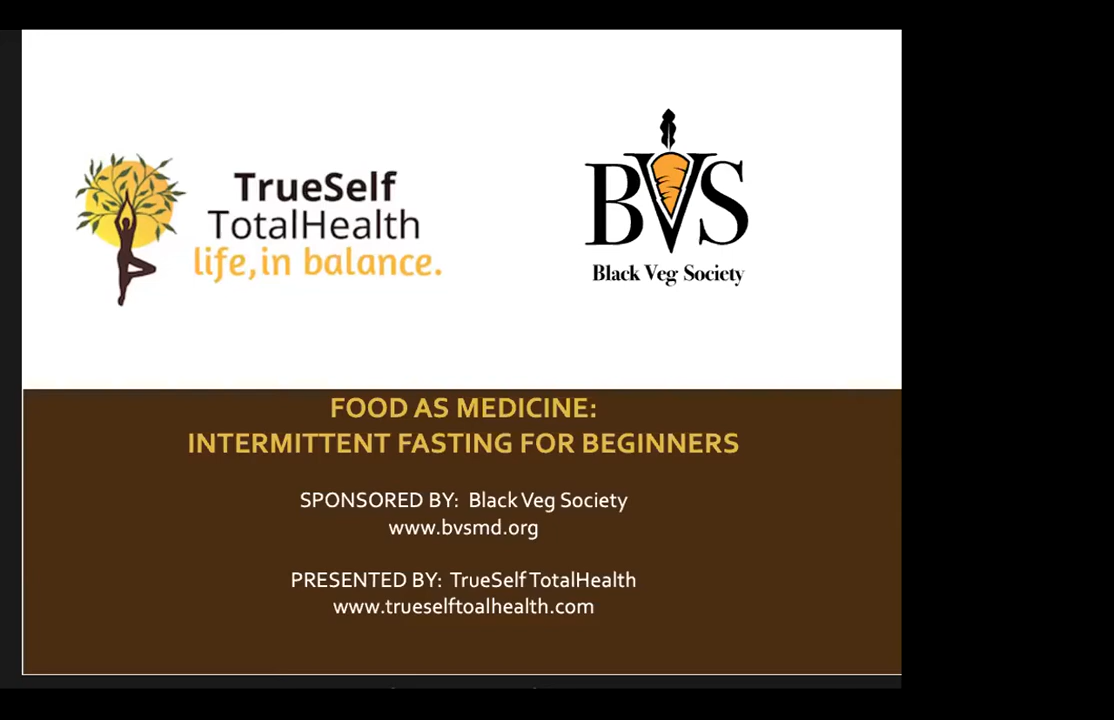 TrueSelf
TotalHealth
life, in balance.
BVS
Black Veg Society
FOOD AS MEDICINE:
INTERMITTENT FASTING FOR BEGINNERS
SPONSORED BY: Black Veg Society
www.bvsmd.org
PRESENTED BY: TrueSelf TotalHealth
www.trueselftoalhealth.com